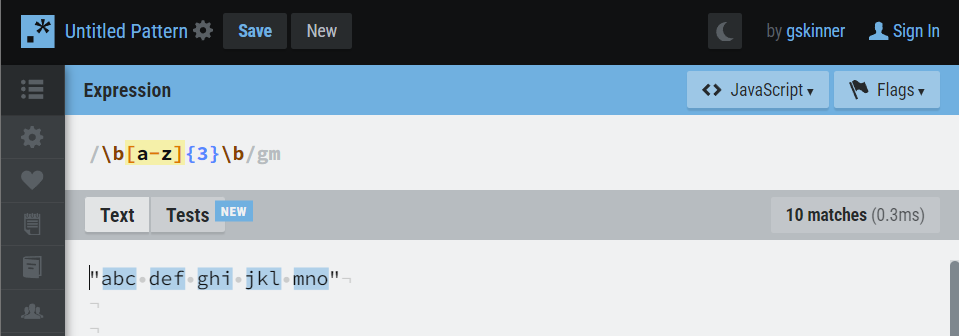 .* Untitled Pattern Save New by gskinner Sign In
Expression <> JavaScript ▾ Flags ▾
/\b[a-z]{3}\b/gm
Text Tests NEW 10 matches (0.3ms)
"abc•def•ghi•jkl•mno"¬
¬
¬